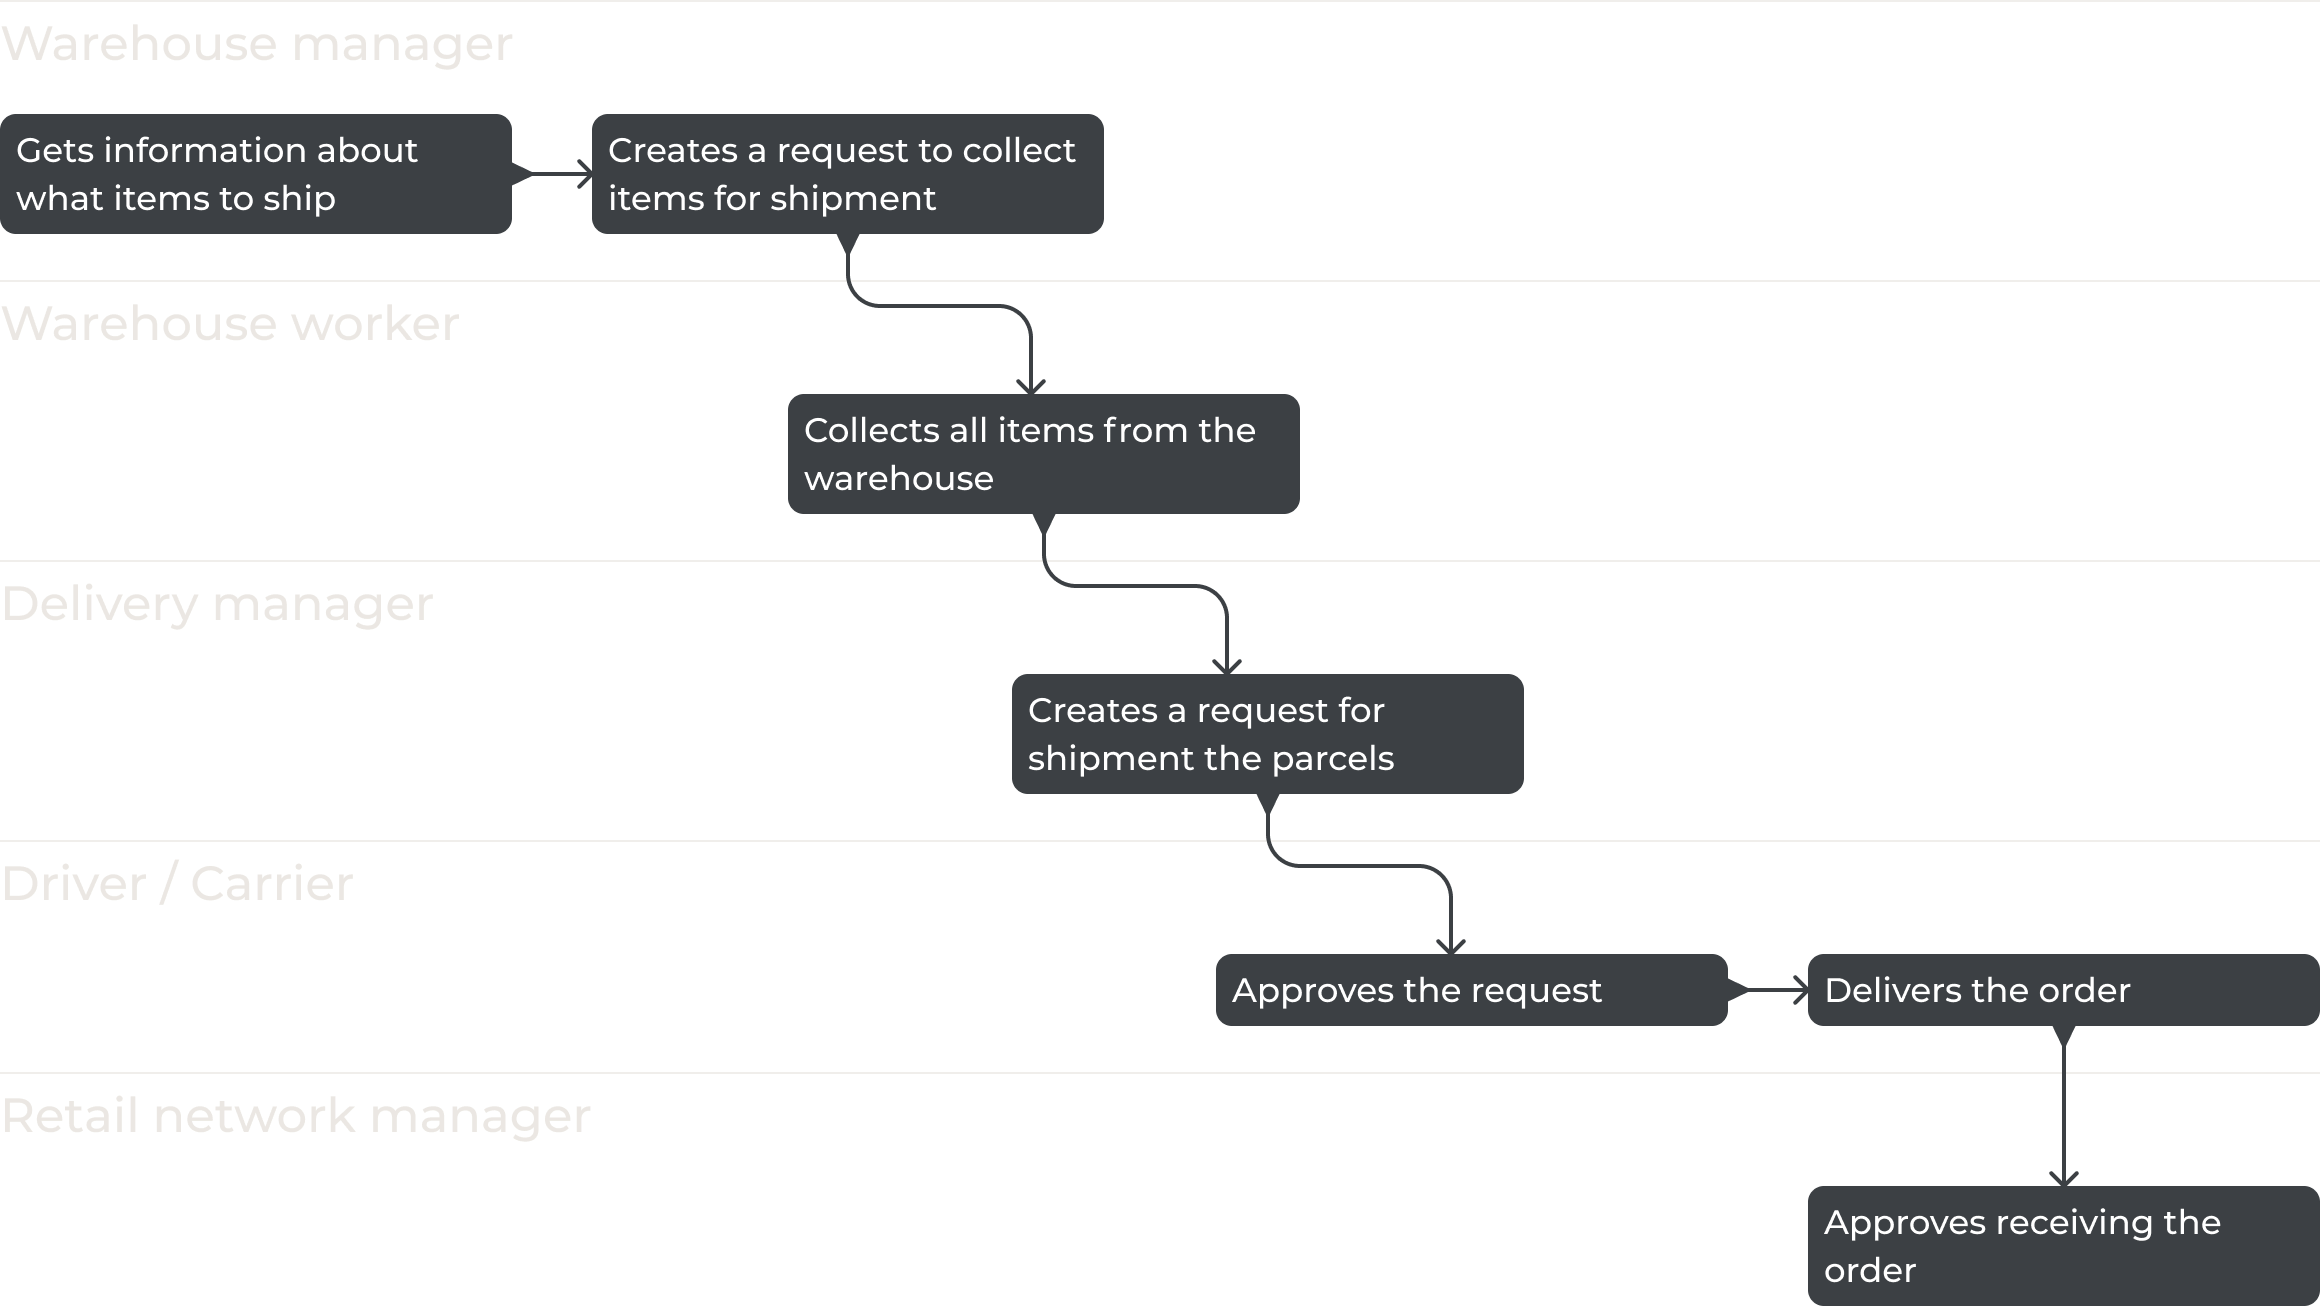 Warehouse manager
Gets information about
what items to ship
Creates a request to collect
items for shipment
Warehouse worker
Collects all items from the
warehouse
Delivery manager
Creates a request for
shipment the parcels
Driver / Carrier
Approves the request
Delivers the order
Retail network manager
Approves receiving the
order